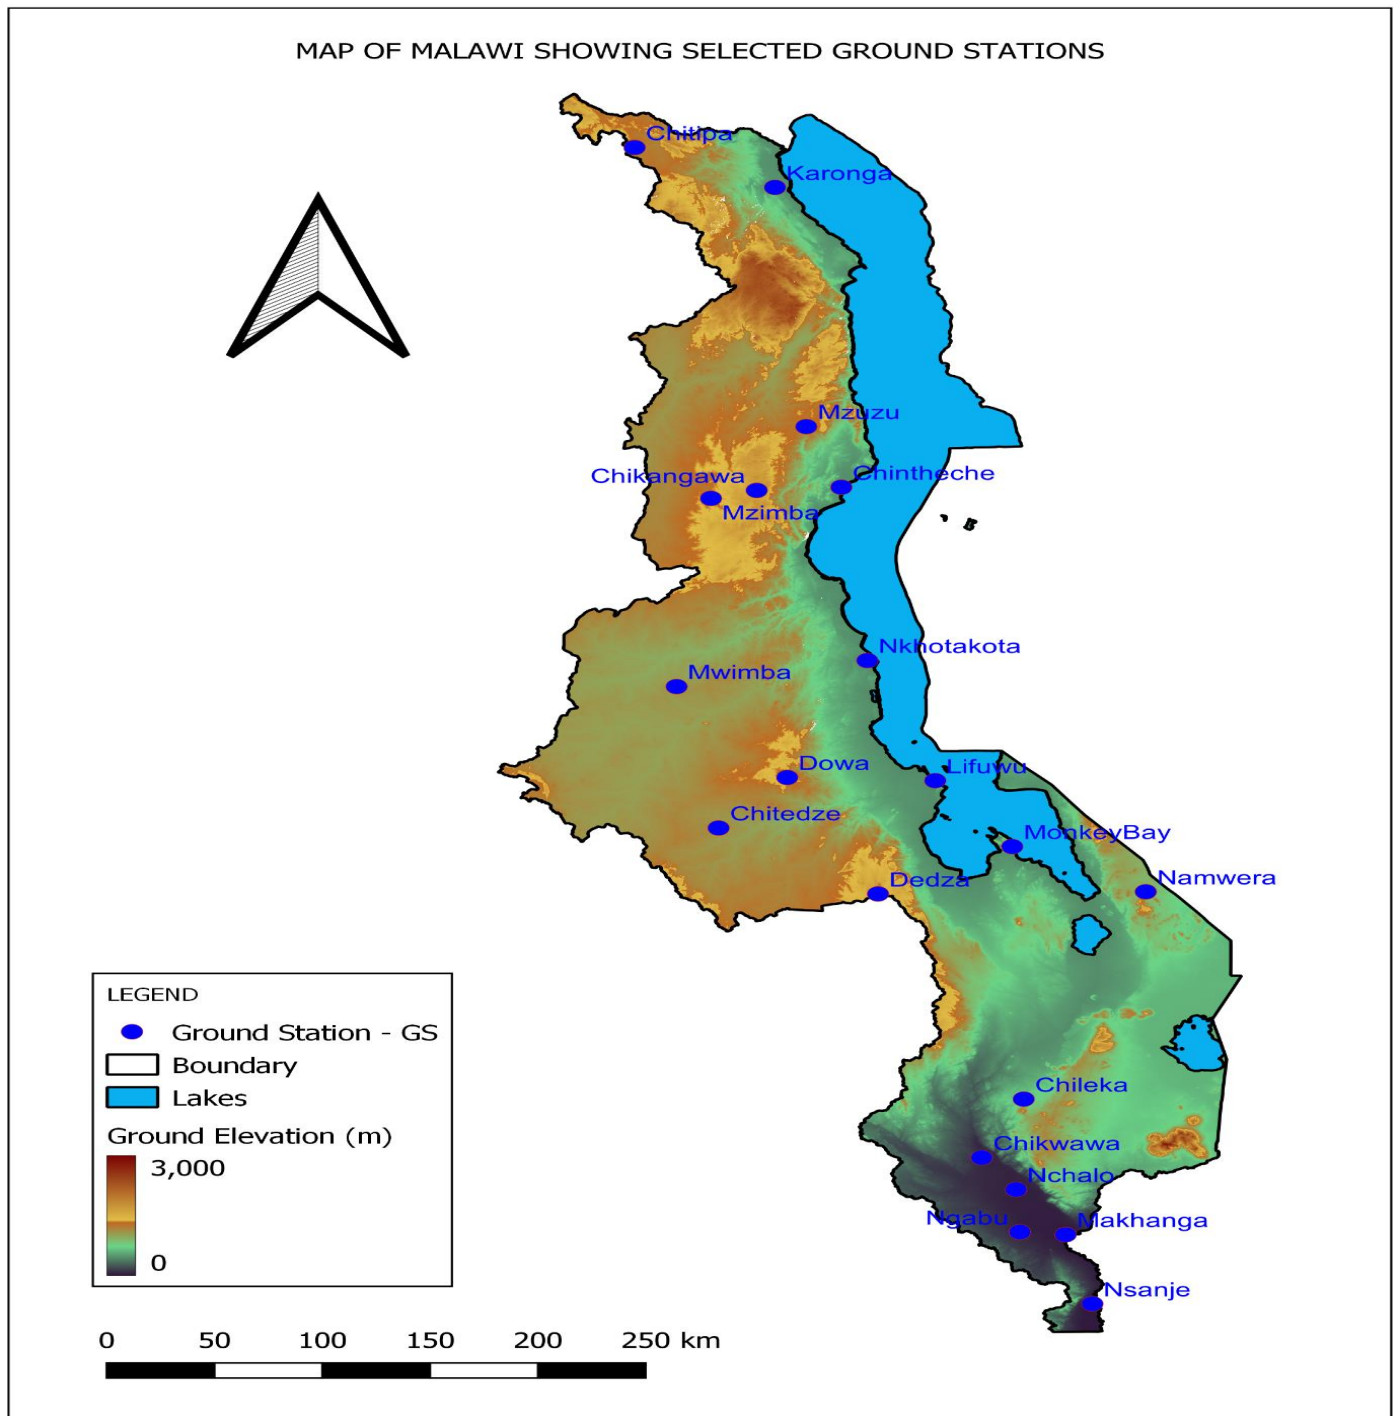 MAP OF MALAWI SHOWING SELECTED GROUND STATIONS
Chitipa
Karonga
Mzuzu
Chikangawa
Chintheche
Mzimba
Nkhotakota
Mwimba
Dowa
Lifuwu
Chitedze
MonkeyBay
Dedza
Namwera
LEGEND
Ground Station - GS
Boundary
Lakes
Ground Elevation (m)
3,000
0
Chileka
Chikwawa
Nchalo
Ngabu
Makhanga
Nsanje
0 50 100 150 200 250 km